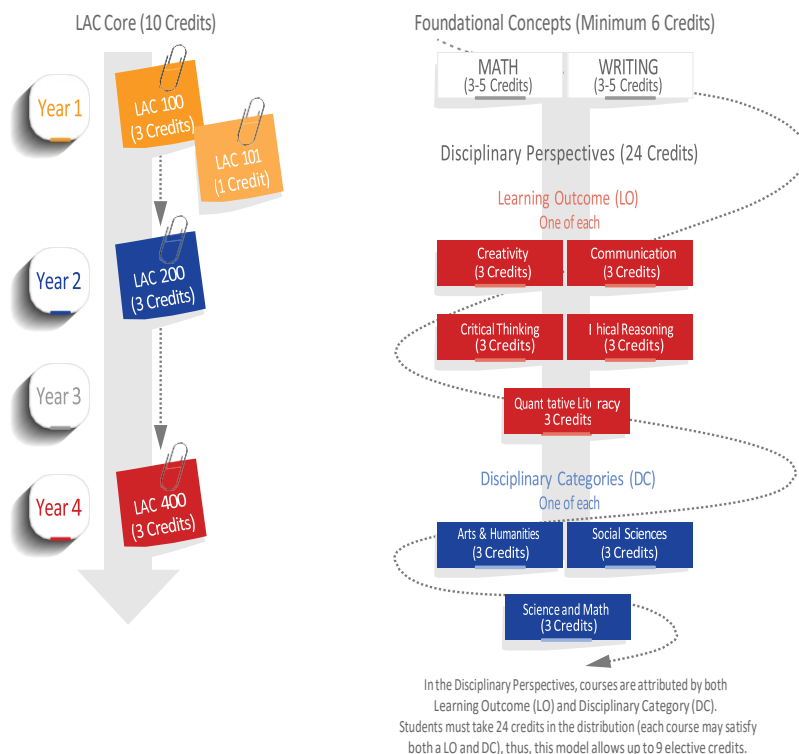 LAC Core (10 Credits)
Year 1
LAC 100
(3 Credits)
LAC 101
(1 Credit)
Year 2
LAC 200
(3 Credits)
Year 3
Year 4
LAC 400
(3 Credits)
Foundational Concepts (Minimum 6 Credits)
MATH
(3-5 Credits)
WRITING
(3-5 Credits)
Disciplinary Perspectives (24 Credits)
Learning Outcome (LO)
One of each
Creativity
(3 Credits)
Communication
(3 Credits)
Critical Thinking
(3 Credits)
hical Reasoning
(3 Credits)
Quantative Literacy
3 Credits
Disciplinary Categories (DC)
One of each
Arts & Humanities
(3 Credits)
Social Sciences
(3 Credits)
Science and Math
(3 Credits)
In the Disciplinary Perspectives, courses are attributed by both
Learning Outcome (LO) and Disciplinary Category (DC).
Students must take 24 credits in the distribution (each course may satisfy
both a LO and DC), thus, this model allows up to 9 elective credits.